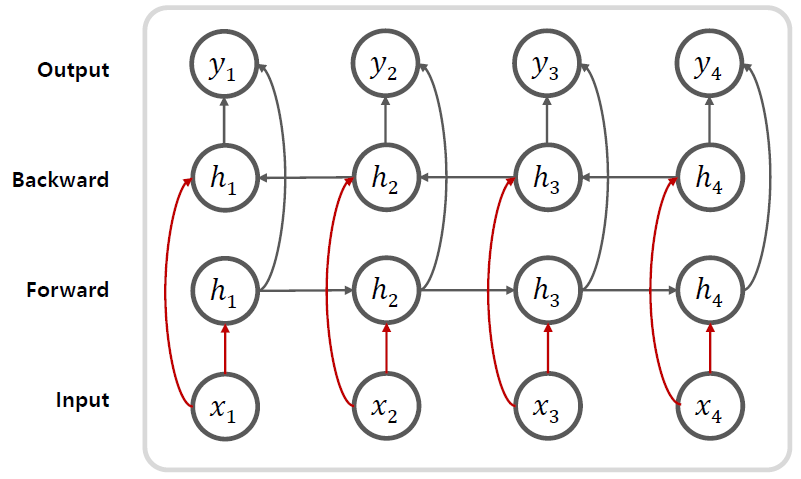 Output y₁ y₂ y₃ y₄
Backward h₁ h₂ h₃ h₄
Forward h₁ h₂ h₃ h₄
Input x₁ x₂ x₃ x₄